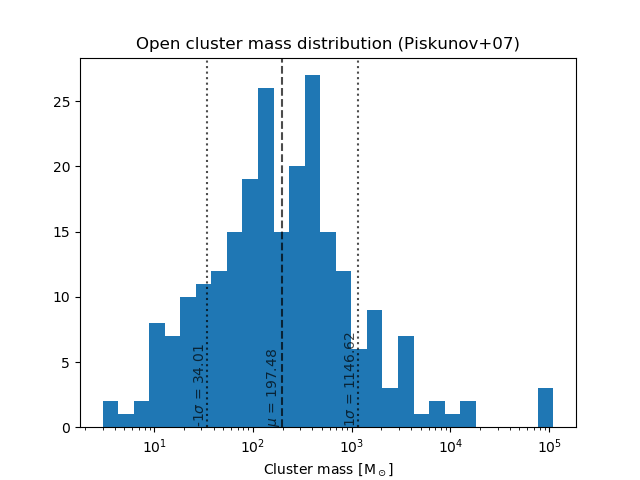 Open cluster mass distribution (Piskunov+07)
25
20
15
10
5
0
-1σ = 34.01
μ = 197.48
1σ = 1146.62
10¹
10²
10³
10⁴
10⁵
Cluster mass [M⊙]